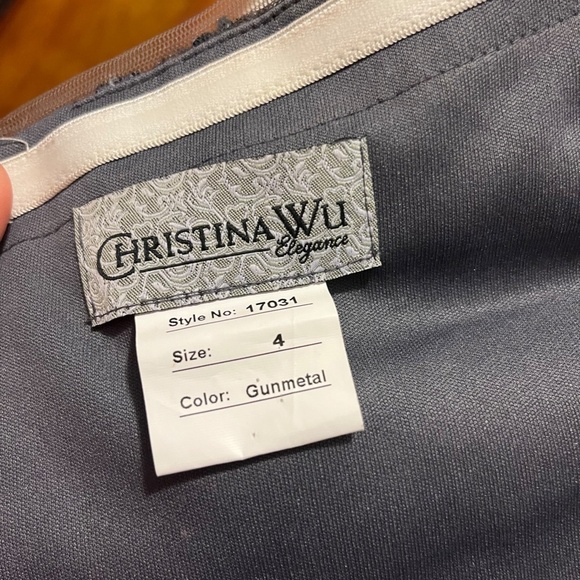 CHRISTINA WU
Elegance
Style No: 17031
Size: 4
Color: Gunmetal